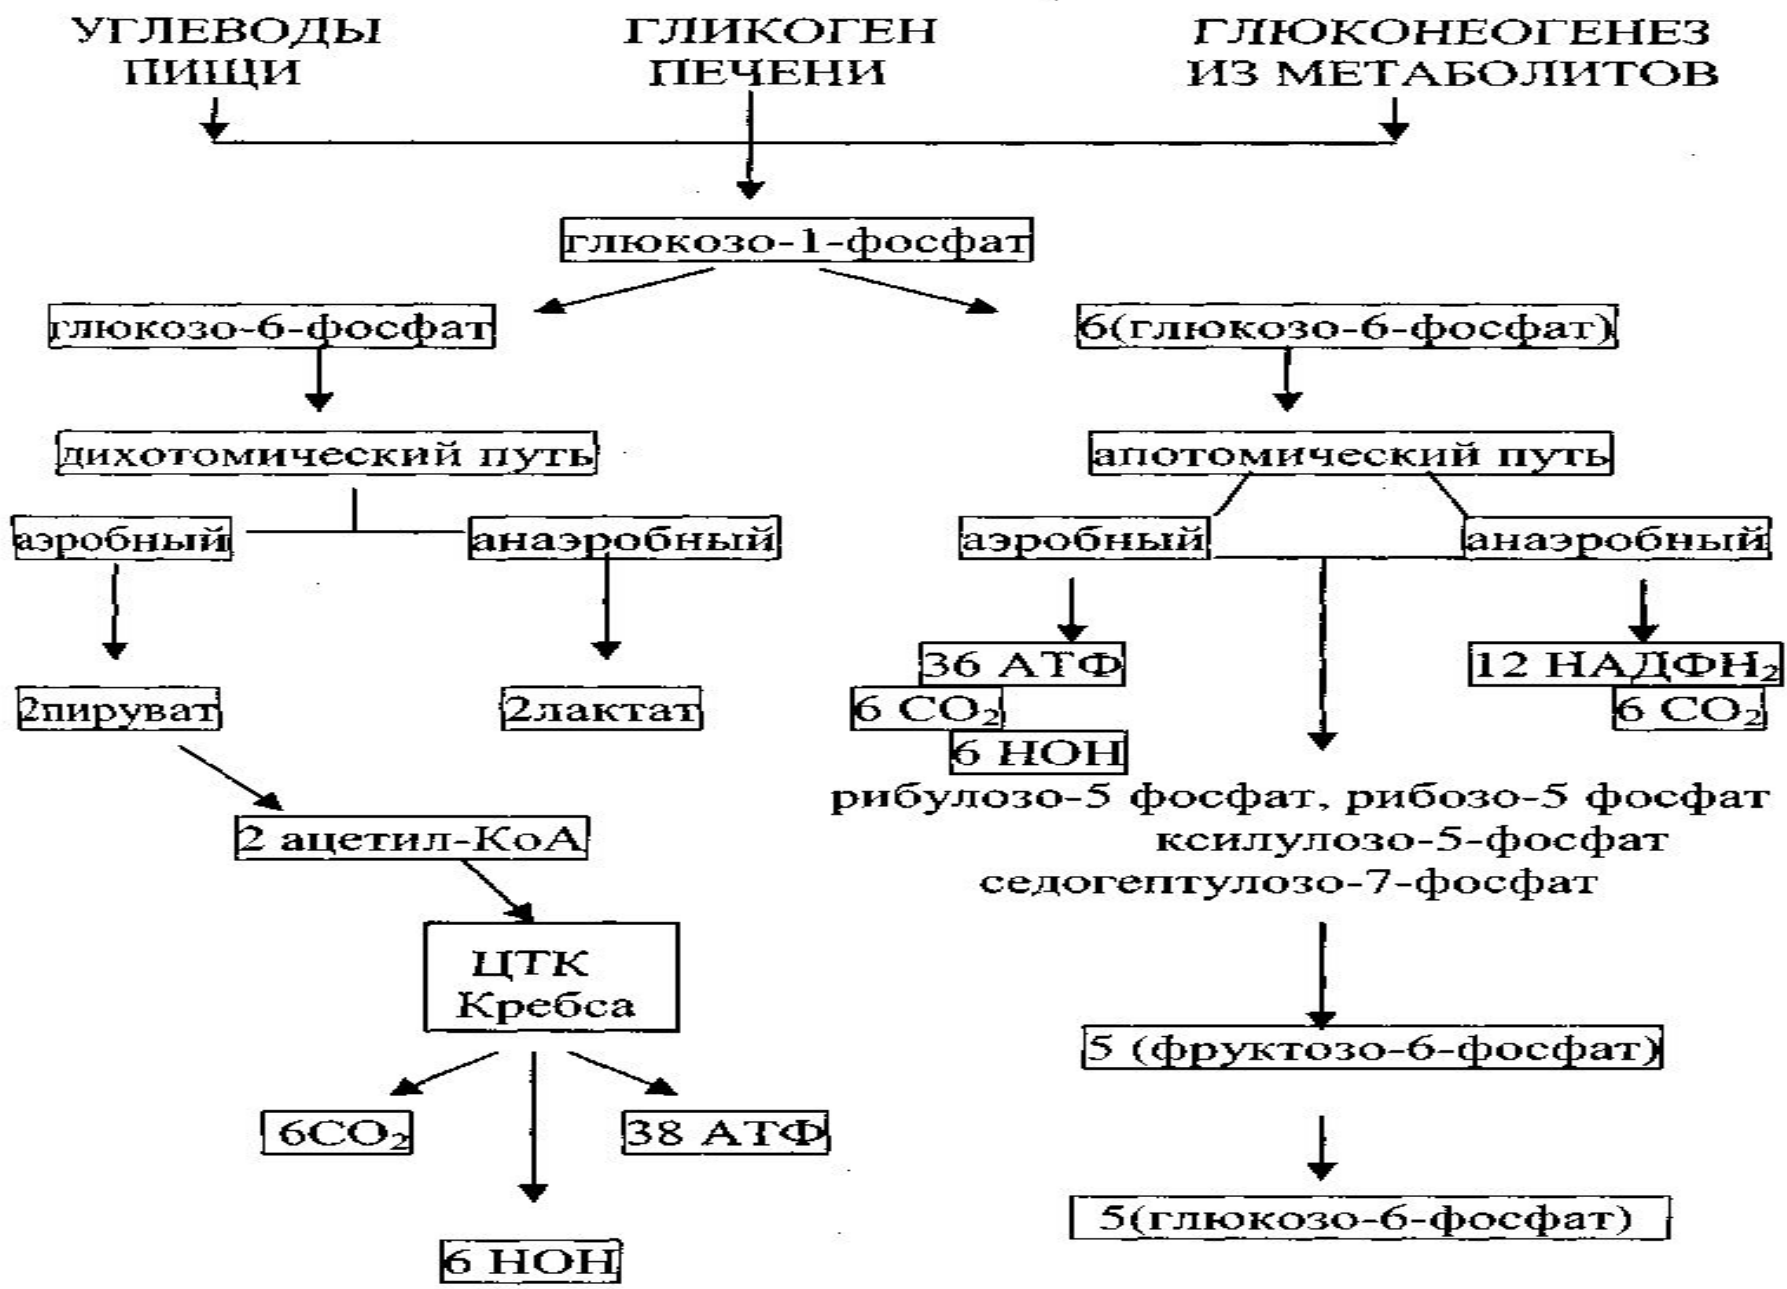 УГЛЕВОДЫ
ПИЩИ
ГЛИКОГЕН
ПЕЧЕНИ
ГЛЮКОНЕОГЕНЕЗ
ИЗ МЕТАБОЛИТОВ
глюкозо-1-фосфат
глюкозо-6-фосфат
6(глюкозо-6-фосфат)
дихотомический путь
апотомический путь
аэробный
анаэробный
аэробный
анаэробный
2пируват
2лактат
36 АТФ
6 CO₂
6 НОН
12 НАДФН₂
6 CO₂
рибулозо-5 фосфат, рибозо-5 фосфат
ксилулозо-5-фосфат
седогептулозо-7-фосфат
2 ацетил-КоА
ЦТК
Кребса
5 (фруктозо-6-фосфат)
6CO₂
38 АТФ
6 НОН
5(глюкозо-6-фосфат)